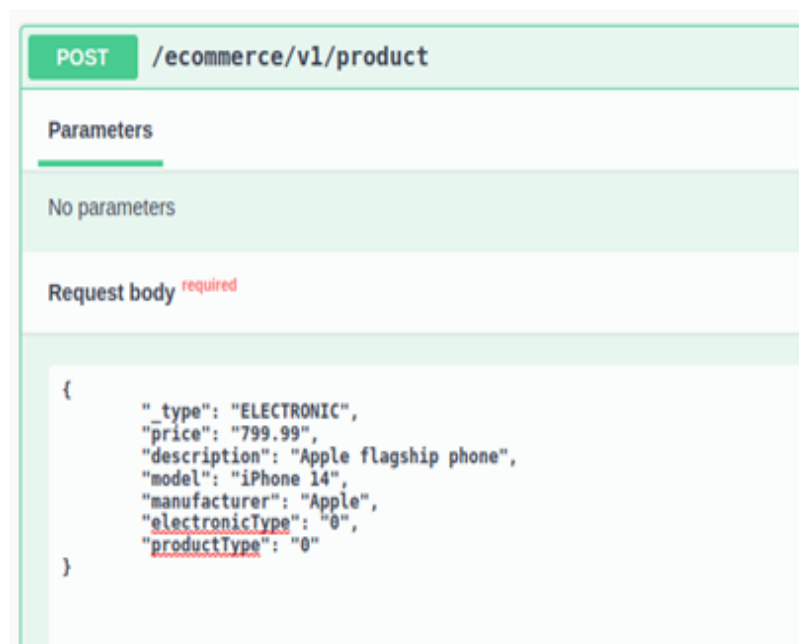 POST /ecommerce/v1/product
Parameters
No parameters
Request body required
{
"_type": "ELECTRONIC",
"price": "799.99",
"description": "Apple flagship phone",
"model": "iPhone 14",
"manufacturer": "Apple",
"electronicType": "0",
"productType": "0"
}